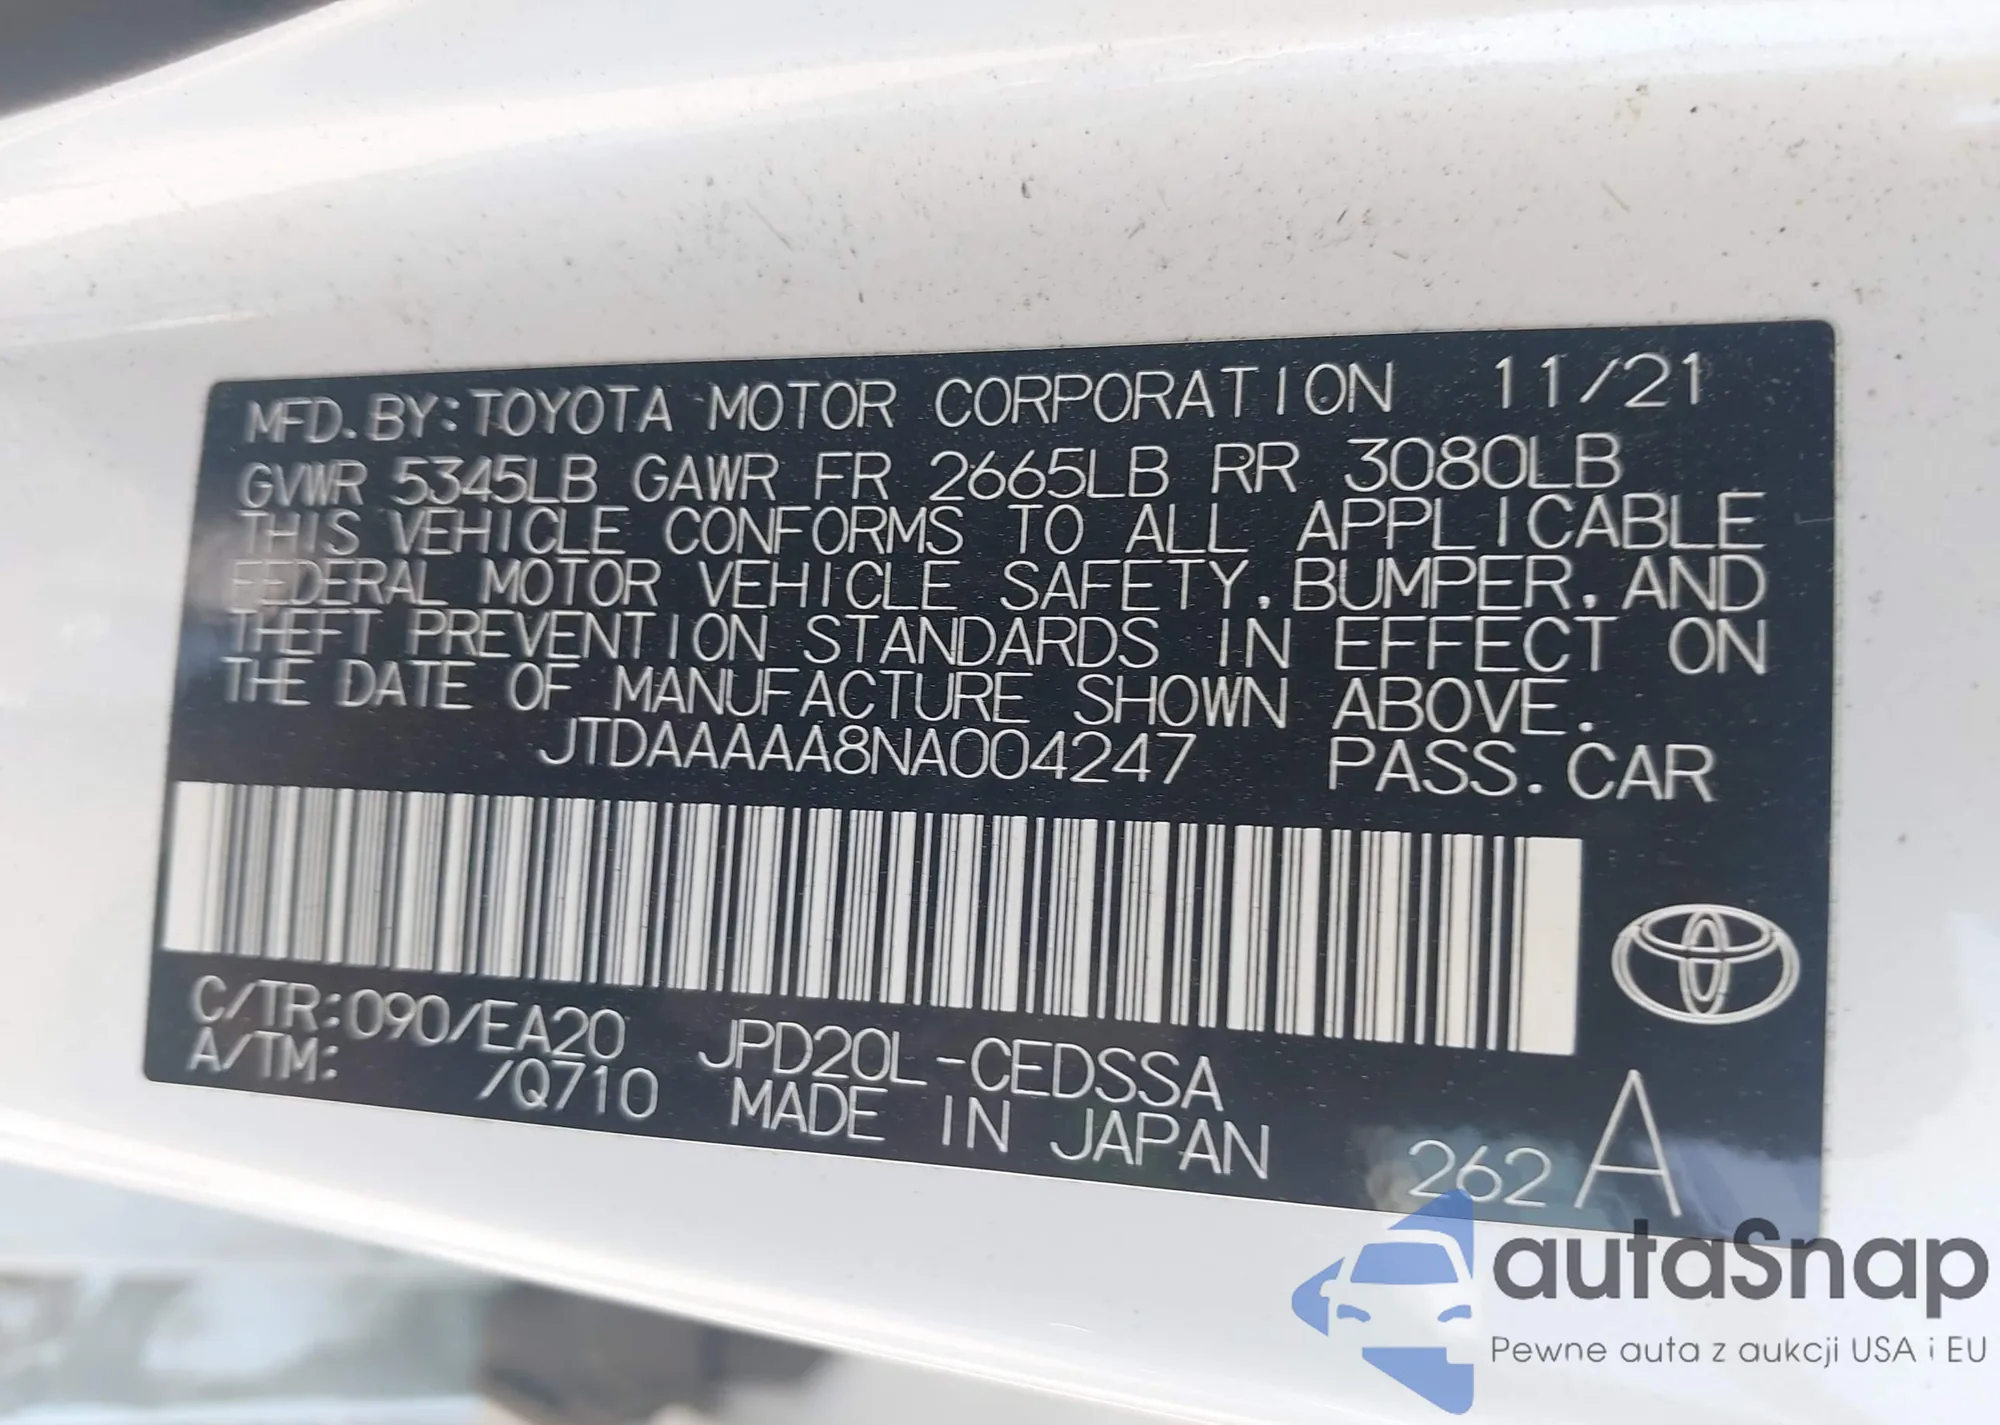 MFD.BY:TOYOTA MOTOR CORPORATION 11/21
GVWR 5345LB GAWR FR 2665LB RR 3080LB
THIS VEHICLE CONFORMS TO ALL APPLICABLE
FEDERAL MOTOR VEHICLE SAFETY, BUMPER, AND
THEFT PREVENTION STANDARDS IN EFFECT ON
THE DATE OF MANUFACTURE SHOWN ABOVE.
JTDAAAAA8NA004247 PASS.CAR
C/TR:090/EA20 JPD20L-CEDSSA
A/TM: /Q710 MADE IN JAPAN
262 A
autaSnap
Pewne auta z aukcji USA i EU